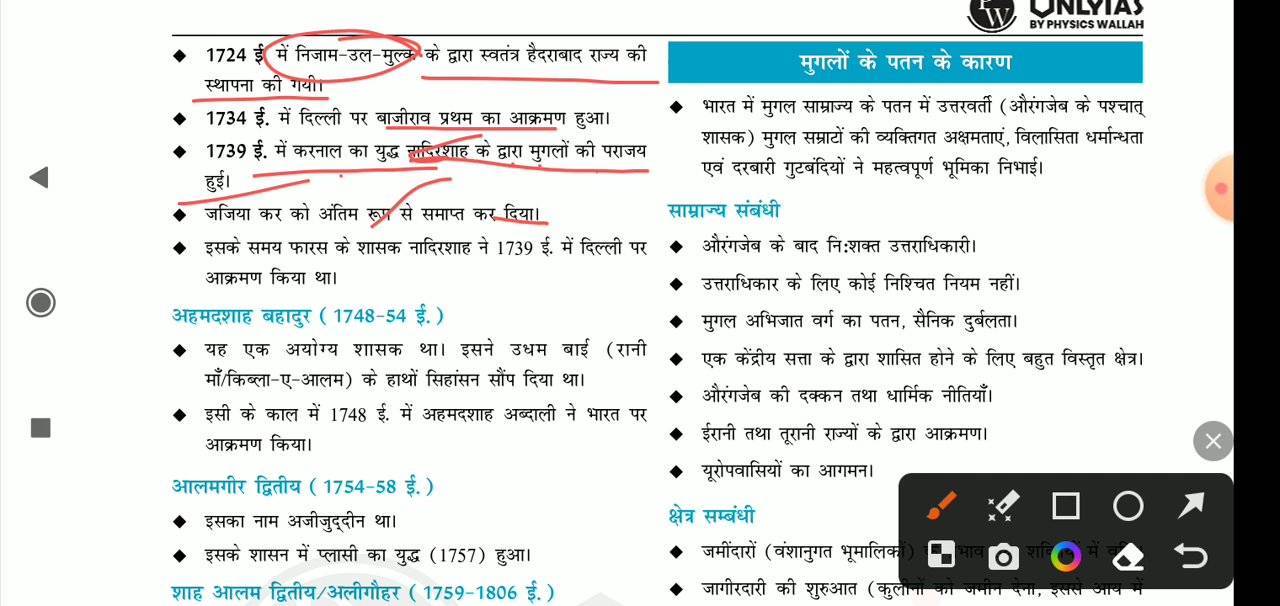 ONLYIAS
BY PHYSICS WALLAH
PW
◆ 1724 ई. में निजाम-उल-मुल्क के द्वारा स्वतंत्र हैदराबाद राज्य की
स्थापना की गयी।
◆ 1734 ई. में दिल्ली पर बाजीराव प्रथम का आक्रमण हुआ।
◆ 1739 ई. में करनाल का युद्ध नादिरशाह के द्वारा मुगलों की पराजय
हुई।
◆ जजिया कर को अंतिम रूप से समाप्त कर दिया।
◆ इसके समय फारस के शासक नादिरशाह ने 1739 ई. में दिल्ली पर
आक्रमण किया था।
अहमदशाह बहादुर ( 1748-54 ई. )
◆ यह एक अयोग्य शासक था। इसने उधम बाई (रानी
माँ/किब्ला-ए-आलम) के हाथों सिहांसन सौंप दिया था।
◆ इसी के काल में 1748 ई. में अहमदशाह अब्दाली ने भारत पर
आक्रमण किया।
आलमगीर द्वितीय ( 1754-58 ई. )
◆ इसका नाम अजीजुद्दीन था।
◆ इसके शासन में प्लासी का युद्ध (1757) हुआ।
शाह आलम द्वितीय/अलीगौहर ( 1759-1806 ई. )
मुगलों के पतन के कारण
◆ भारत में मुगल साम्राज्य के पतन में उत्तरवर्ती (औरंगजेब के पश्चात्
शासक) मुगल सम्राटों की व्यक्तिगत अक्षमताएं, विलासिता धर्मान्धता
एवं दरबारी गुटबंदियों ने महत्वपूर्ण भूमिका निभाई।
साम्राज्य संबंधी
◆ औरंगजेब के बाद नि:शक्त उत्तराधिकारी।
◆ उत्तराधिकार के लिए कोई निश्चित नियम नहीं।
◆ मुगल अभिजात वर्ग का पतन, सैनिक दुर्बलता।
◆ एक केंद्रीय सत्ता के द्वारा शासित होने के लिए बहुत विस्तृत क्षेत्र।
◆ औरंगजेब की दक्कन तथा धार्मिक नीतियाँ।
◆ ईरानी तथा तूरानी राज्यों के द्वारा आक्रमण।
◆ यूरोपवासियों का आगमन।
क्षेत्र सम्बंधी
◆ जमींदारों (वंशानुगत भूमालिकों)
◆ जागीरदारी की शुरुआत (कुलीनों को जमीन देना, इससे आय में